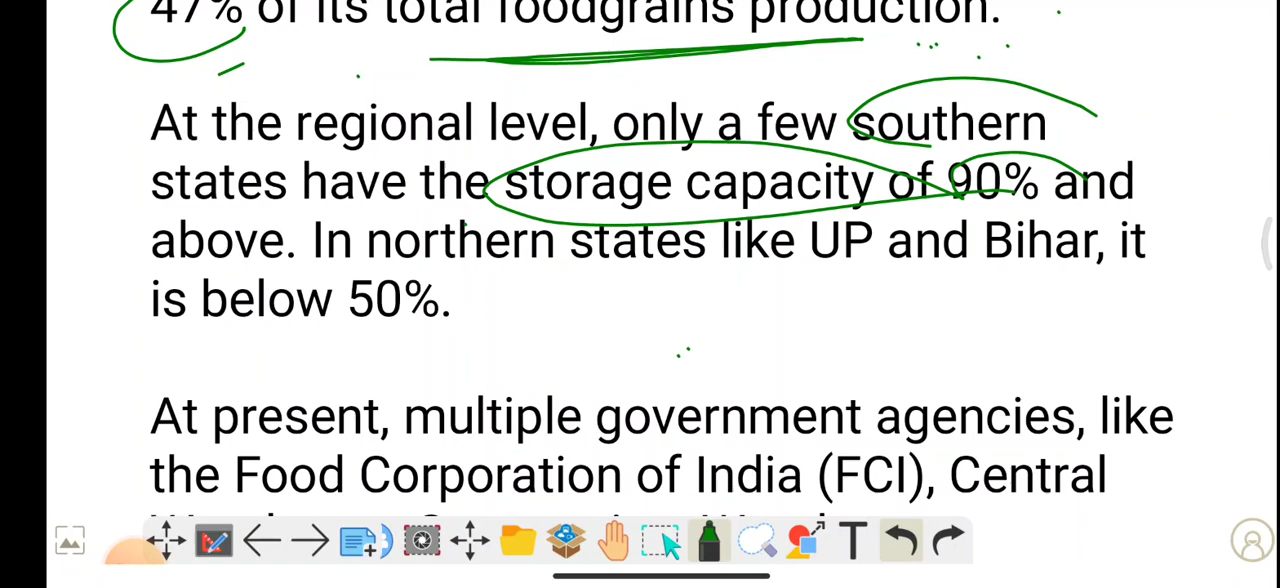 47% of its total foodgrains production.
At the regional level, only a few southern
states have the storage capacity of 90% and
above. In northern states like UP and Bihar, it
is below 50%.
At present, multiple government agencies, like
the Food Corporation of India (FCI), Central
T